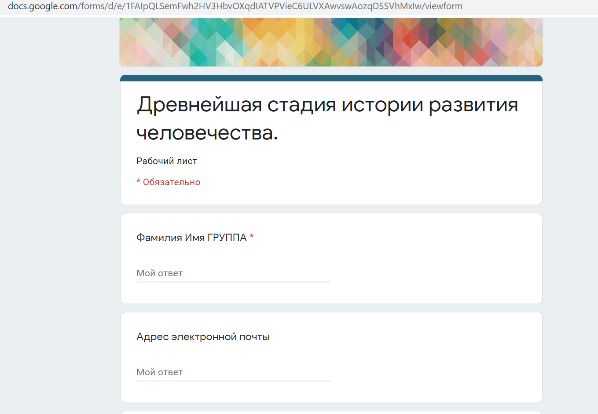 docs.google.com/forms/d/e/1FAIpQLSemFwh2HV3HbvOXqdIATVPVieC6ULVXAwvswAozqDSSVhMxIw/viewform
Древнейшая стадия истории развития
человечества.
Рабочий лист
* Обязательно
Фамилия Имя ГРУППА *
Мой ответ
Адрес электронной почты
Мой ответ